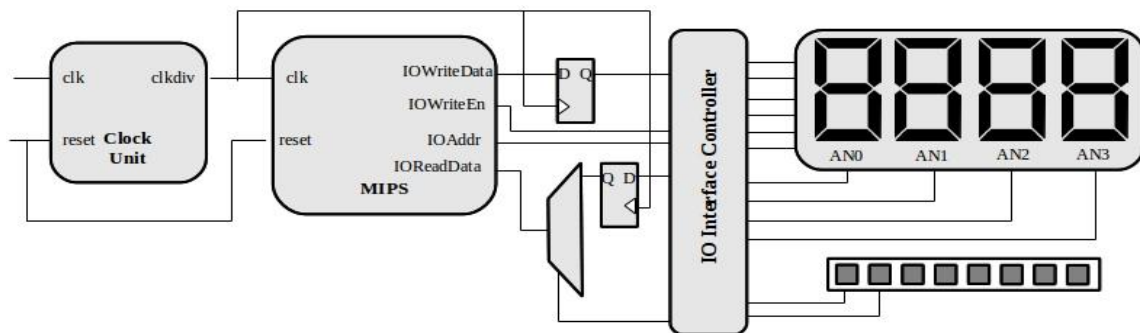 clk
clkdiv
reset
Clock
Unit
clk
IOWriteData
IOWriteEn
reset
IOAddr
IOReadData
MIPS
D Q
Q D
IO Interface Controller
AN0
AN1
AN2
AN3